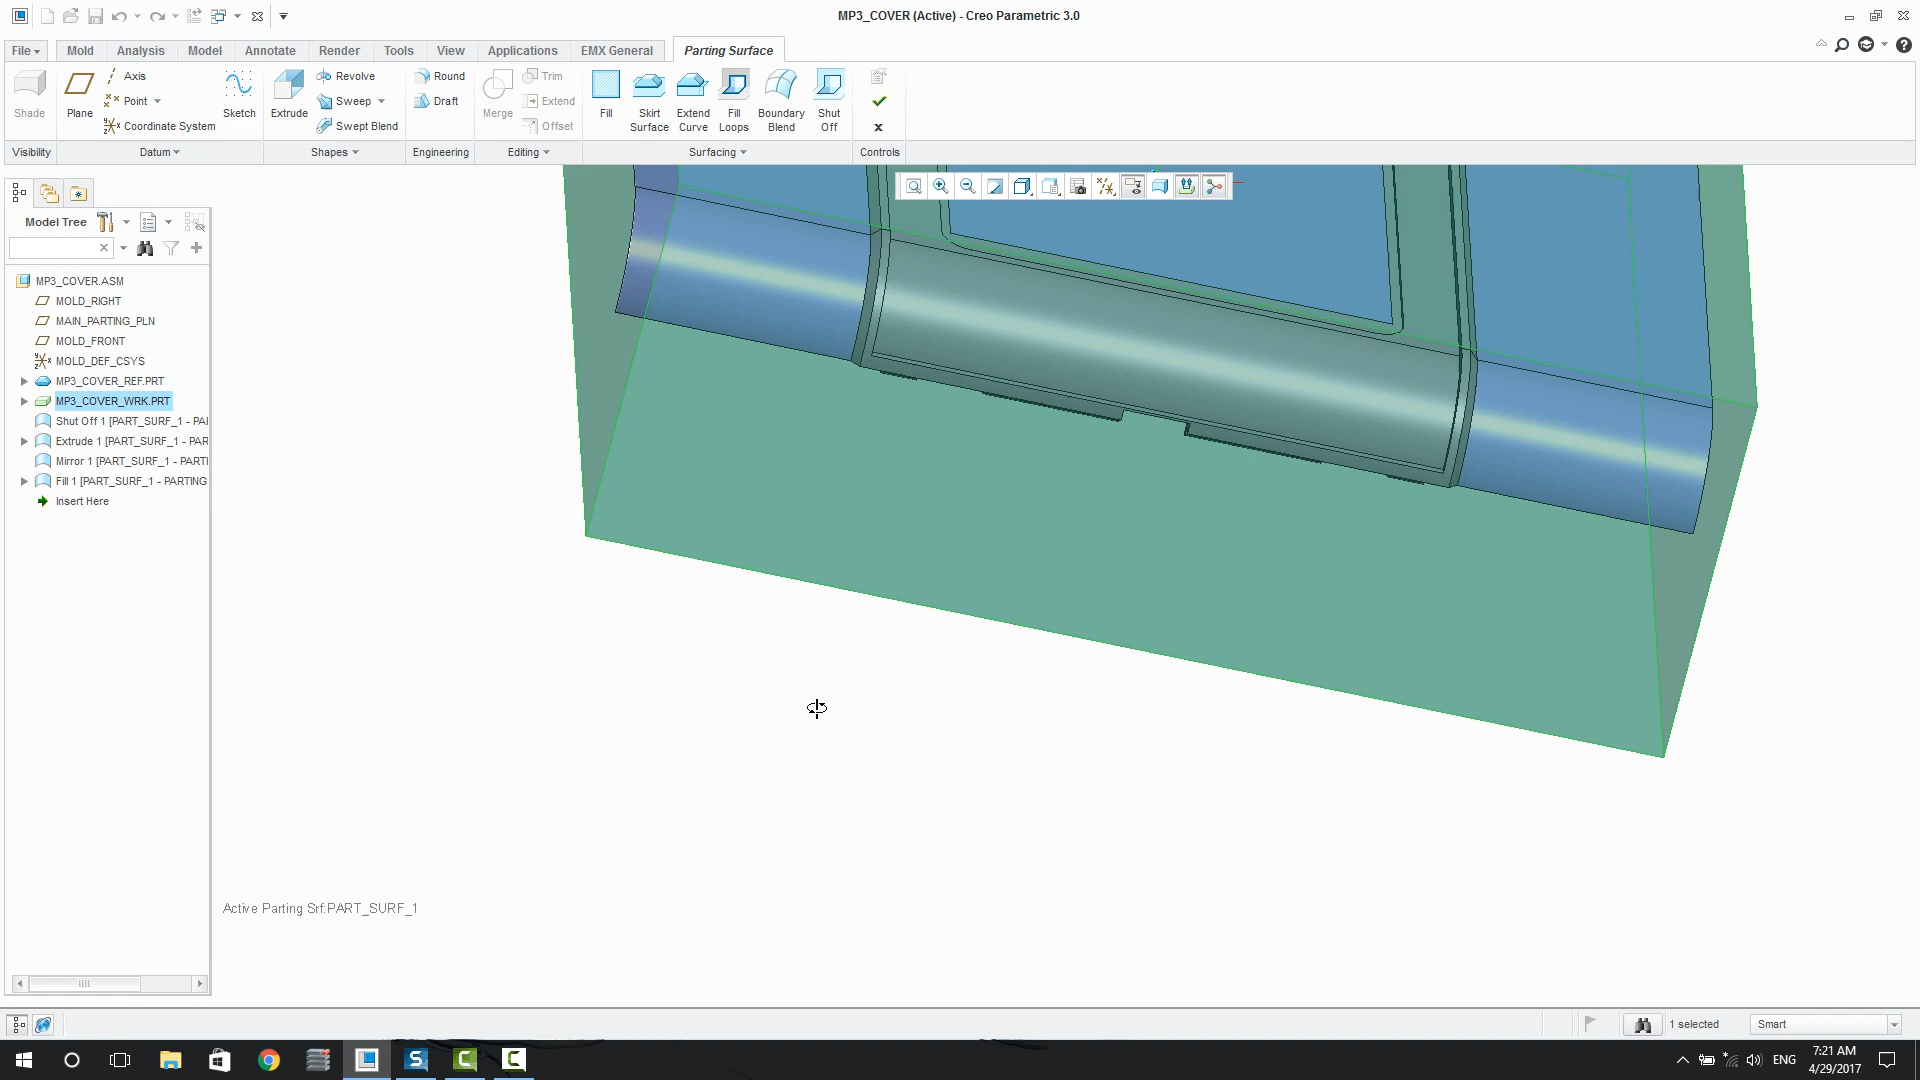 MP3_COVER (Active) - Creo Parametric 3.0
File Mold Analysis Model Annotate Render Tools View Applications EMX General Parting Surface
Shade
Plane
Axis
Point
Coordinate System
Sketch
Extrude
Revolve
Sweep
Swept Blend
Round
Draft
Merge
Trim
Extend
Offset
Fill
Skirt
Surface
Extend
Curve
Fill
Loops
Boundary
Blend
Shut
Off
Visibility Datum Shapes Engineering Editing Surfacing Controls
Model Tree
MP3_COVER.ASM
MOLD_RIGHT
MAIN_PARTING_PLN
MOLD_FRONT
MOLD_DEF_CSYS
MP3_COVER_REF.PRT
MP3_COVER_WRK.PRT
Shut Off 1 [PART_SURF_1 - PAI
Extrude 1 [PART_SURF_1 - PAR
Mirror 1 [PART_SURF_1 - PARTI
Fill 1 [PART_SURF_1 - PARTING
Insert Here
Active Parting Srf:PART_SURF_1
1 selected
Smart
ENG
7:21 AM
4/29/2017